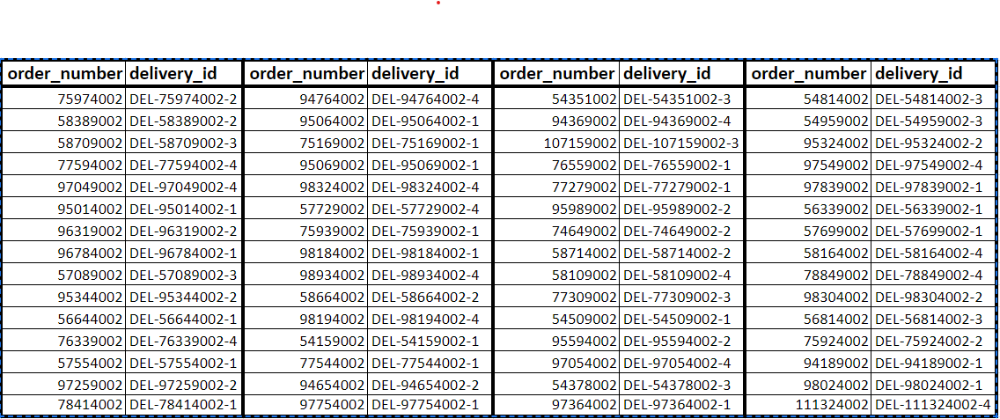 order_number delivery_id order_number delivery_id order_number delivery_id order_number delivery_id
75974002 DEL-75974002-2 94764002 DEL-94764002-4 54351002 DEL-54351002-3 54814002 DEL-54814002-3
58389002 DEL-58389002-2 95064002 DEL-95064002-1 94369002 DEL-94369002-4 54959002 DEL-54959002-3
58709002 DEL-58709002-3 75169002 DEL-75169002-1 107159002 DEL-107159002-3 95324002 DEL-95324002-2
77594002 DEL-77594002-4 95069002 DEL-95069002-1 76559002 DEL-76559002-1 97549002 DEL-97549002-4
97049002 DEL-97049002-4 98324002 DEL-98324002-4 77279002 DEL-77279002-1 97839002 DEL-97839002-1
95014002 DEL-95014002-1 57729002 DEL-57729002-4 95989002 DEL-95989002-2 56339002 DEL-56339002-1
96319002 DEL-96319002-2 75939002 DEL-75939002-1 74649002 DEL-74649002-2 57699002 DEL-57699002-1
96784002 DEL-96784002-1 98184002 DEL-98184002-1 58714002 DEL-58714002-2 58164002 DEL-58164002-4
57089002 DEL-57089002-3 98934002 DEL-98934002-4 58109002 DEL-58109002-4 78849002 DEL-78849002-4
95344002 DEL-95344002-2 58664002 DEL-58664002-2 77309002 DEL-77309002-3 98304002 DEL-98304002-2
56644002 DEL-56644002-1 98194002 DEL-98194002-4 54509002 DEL-54509002-1 56814002 DEL-56814002-3
76339002 DEL-76339002-4 54159002 DEL-54159002-1 95594002 DEL-95594002-2 75924002 DEL-75924002-2
57554002 DEL-57554002-1 77544002 DEL-77544002-1 97054002 DEL-97054002-4 94189002 DEL-94189002-1
97259002 DEL-97259002-2 94654002 DEL-94654002-2 54378002 DEL-54378002-3 98024002 DEL-98024002-1
78414002 DEL-78414002-1 97754002 DEL-97754002-1 97364002 DEL-97364002-1 111324002 DEL-111324002-4